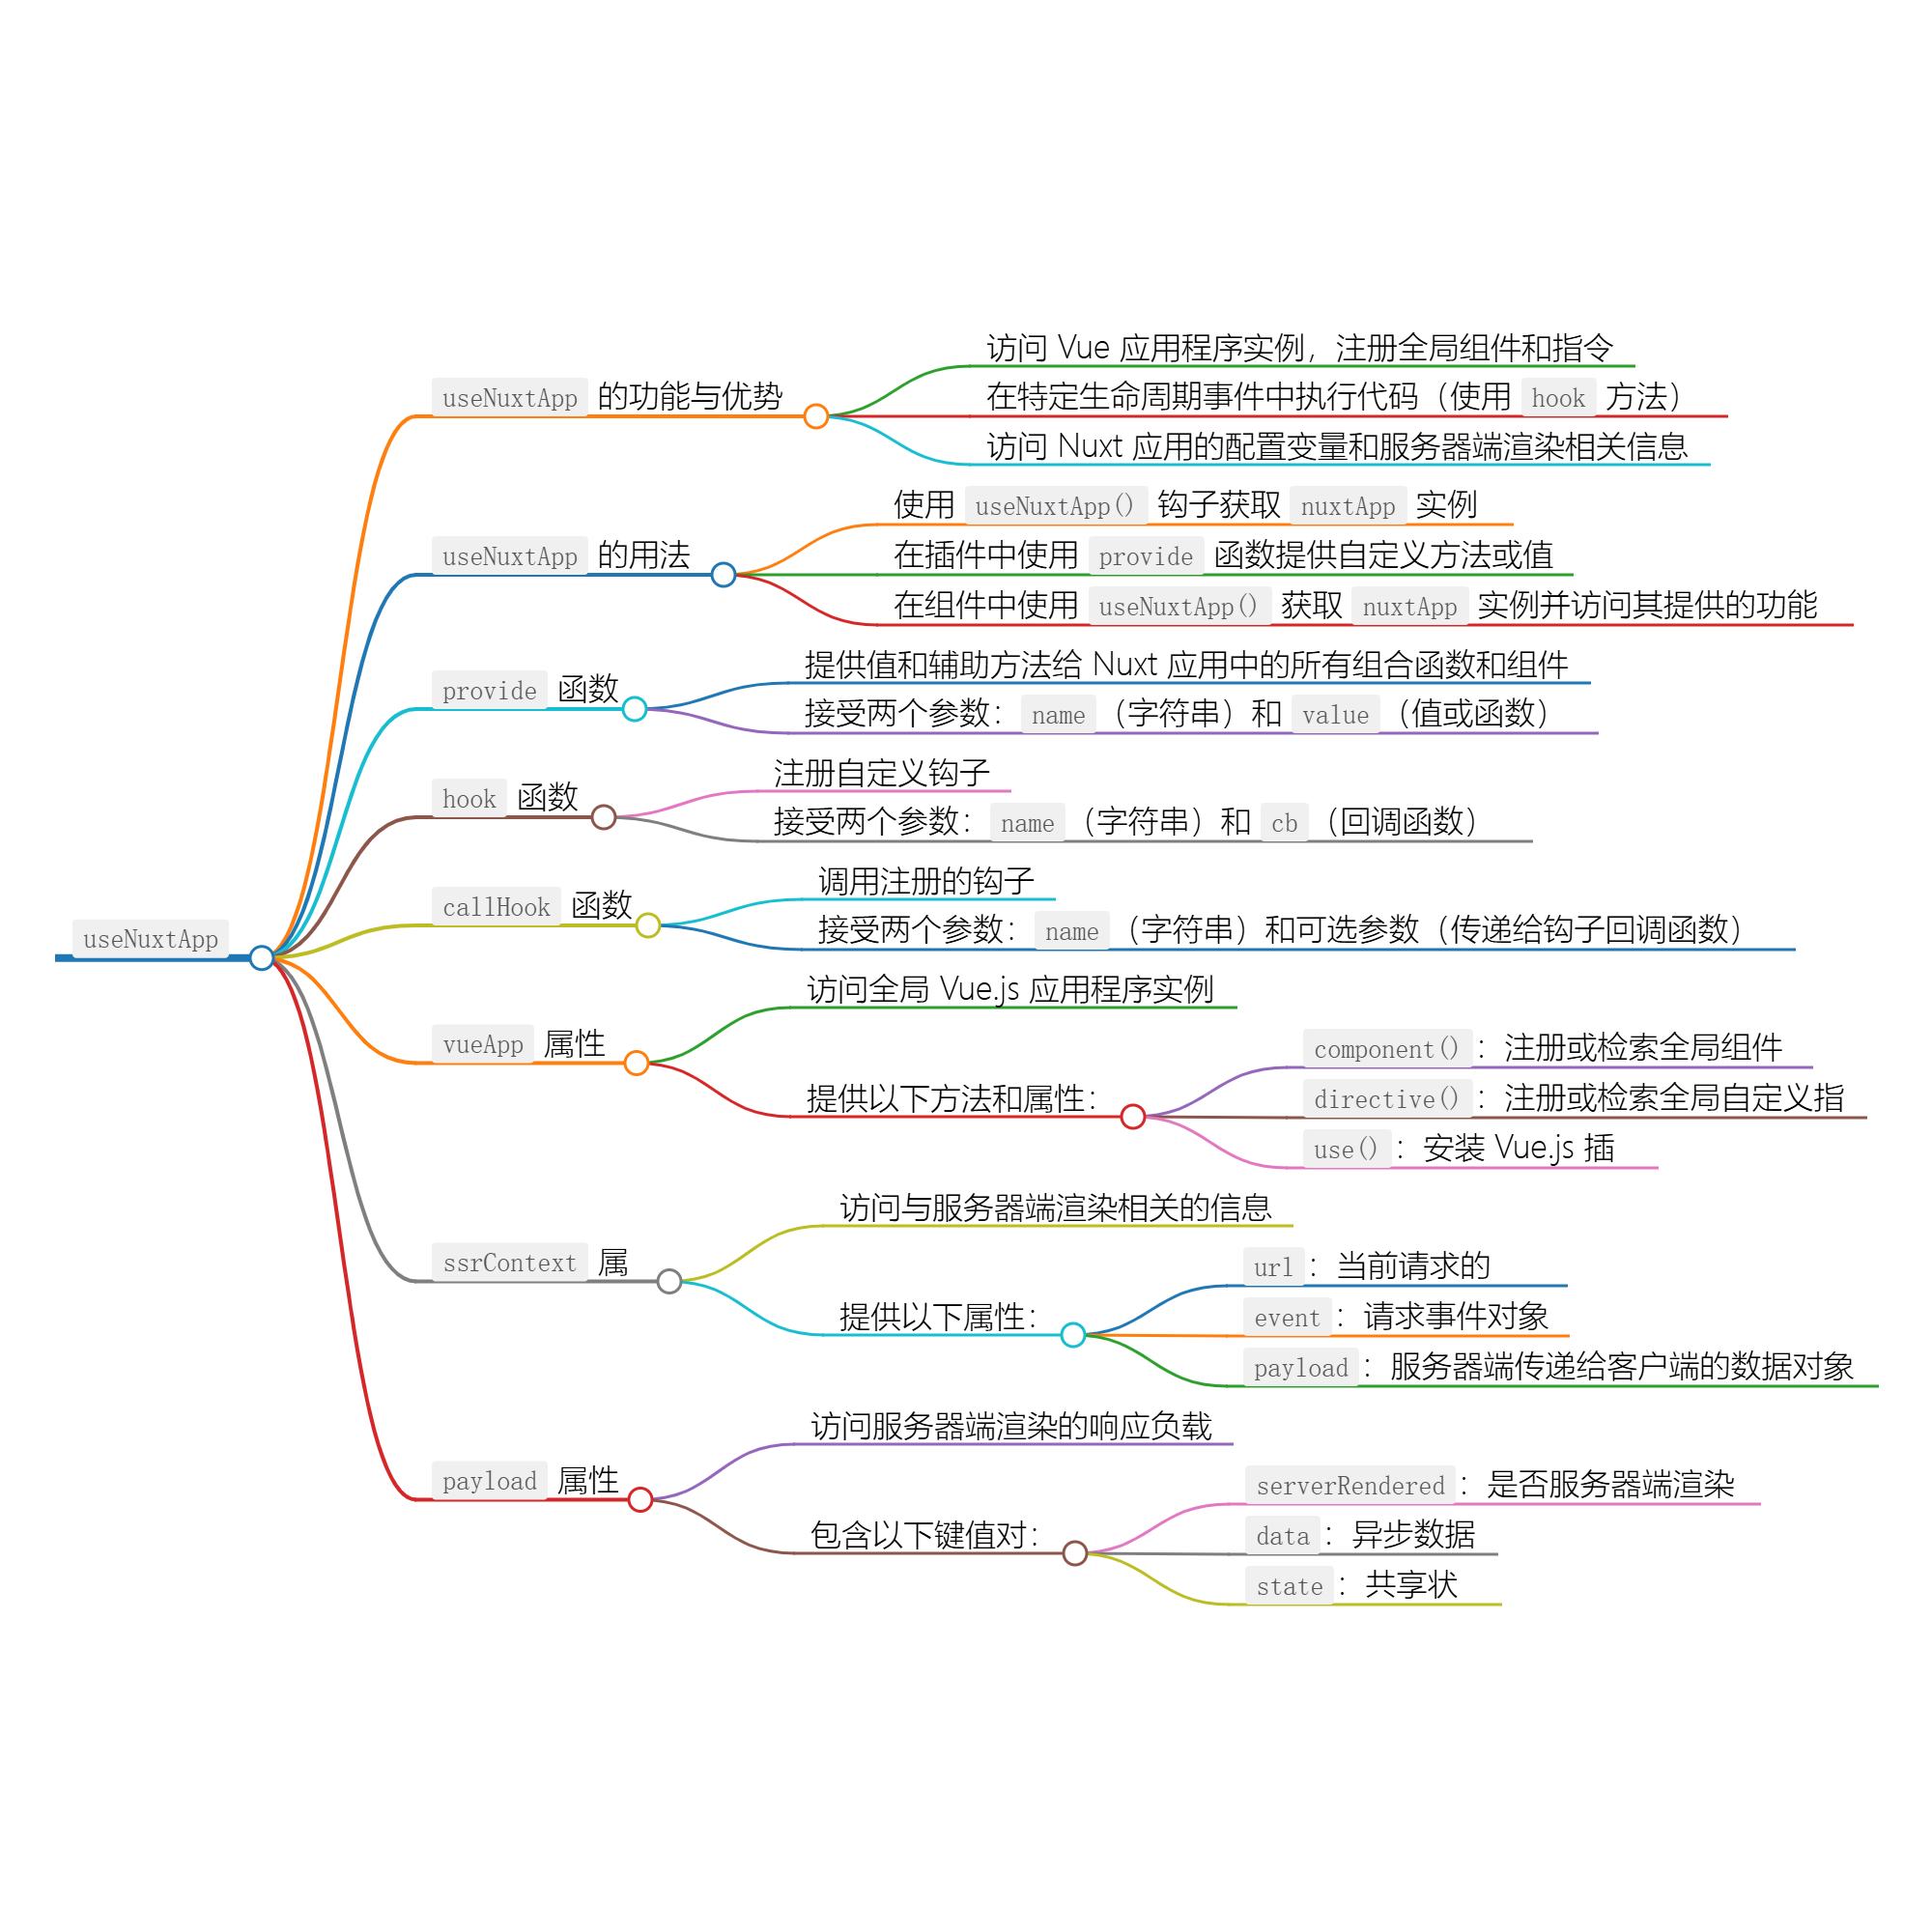 useNuxtApp
useNuxtApp 的功能与优势
访问 Vue 应用程序实例，注册全局组件和指令
在特定生命周期事件中执行代码（使用 hook 方法）
访问 Nuxt 应用的配置变量和服务器端渲染相关信息
useNuxtApp 的用法
使用 useNuxtApp() 钩子获取 nuxtApp 实例
在插件中使用 provide 函数提供自定义方法或值
在组件中使用 useNuxtApp() 获取 nuxtApp 实例并访问其提供的功能
provide 函数
提供值和辅助方法给 Nuxt 应用中的所有组合函数和组件
接受两个参数：name（字符串）和 value（值或函数）
hook 函数
注册自定义钩子
接受两个参数：name（字符串）和 cb（回调函数）
callHook 函数
调用注册的钩子
接受两个参数：name（字符串）和可选参数（传递给钩子回调函数）
vueApp 属性
访问全局 Vue.js 应用程序实例
提供以下方法和属性：
component()：注册或检索全局组件
directive()：注册或检索全局自定义指
use()：安装 Vue.js 插
ssrContext 属
访问与服务器端渲染相关的信息
提供以下属性：
url：当前请求的
event：请求事件对象
payload：服务器端传递给客户端的数据对象
payload 属性
访问服务器端渲染的响应负载
包含以下键值对：
serverRendered：是否服务器端渲染
data：异步数据
state：共享状